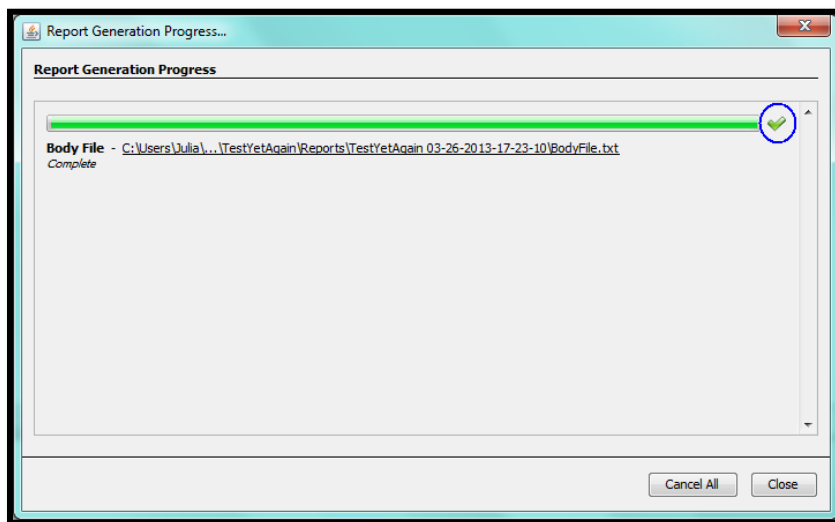 Report Generation Progress...
Report Generation Progress
Body File - C:\Users\Julia\...\TestYetAgain\Reports\TestYetAgain 03-26-2013-17-23-10\BodyFile.txt
Complete
Cancel All Close